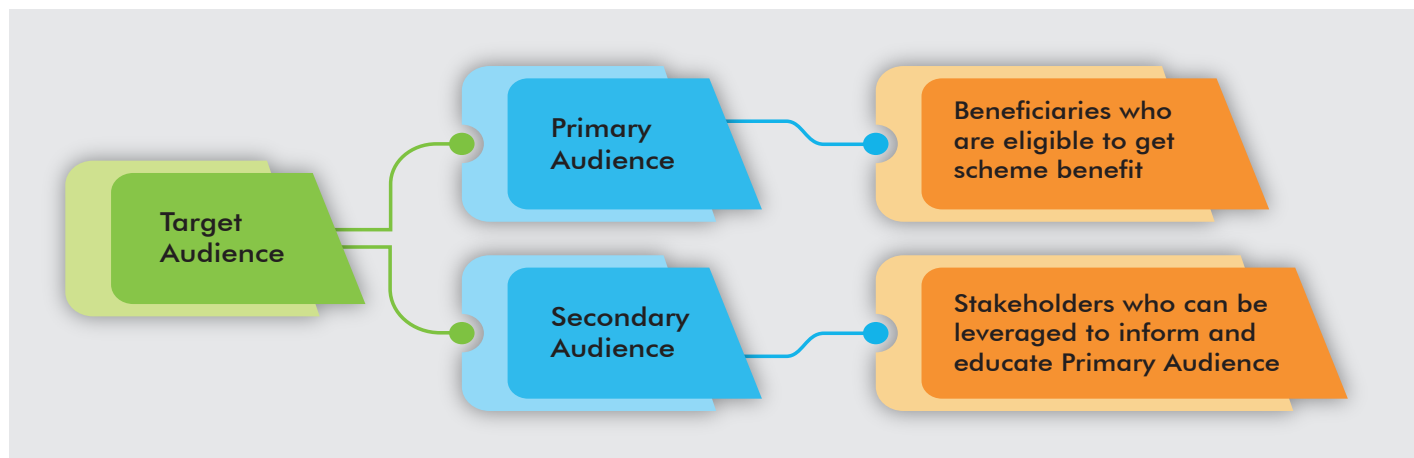 Target
Audience
Primary
Audience
Beneficiaries who
are eligible to get
scheme benefit
Secondary
Audience
Stakeholders who can be
leveraged to inform and
educate Primary Audience